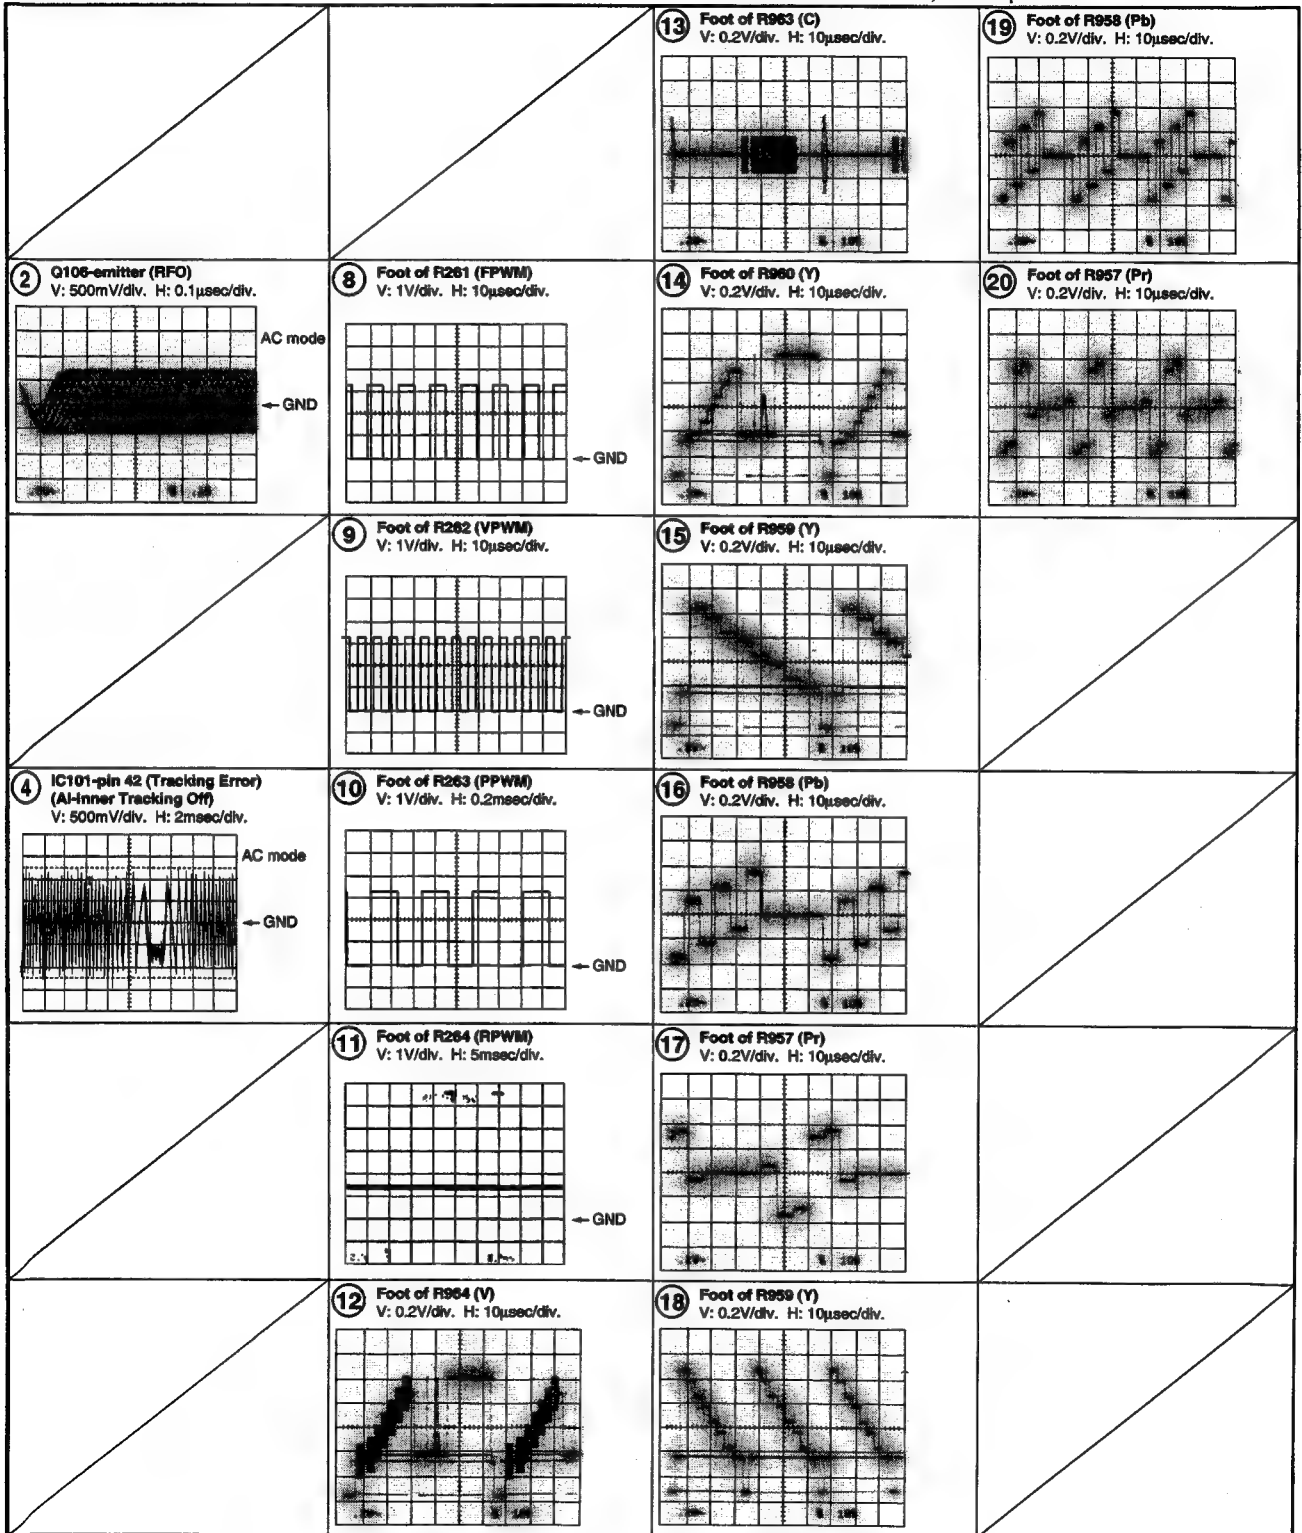 13 Foot of R963 (C)
V: 0.2V/div. H: 10μsec/div.
19 Foot of R958 (Pb)
V: 0.2V/div. H: 10μsec/div.
2 Q106-emitter (RFO)
V: 500mV/div. H: 0.1μsec/div.
AC mode
GND
8 Foot of R261 (FPWM)
V: 1V/div. H: 10μsec/div.
GND
14 Foot of R960 (Y)
V: 0.2V/div. H: 10μsec/div.
20 Foot of R957 (Pr)
V: 0.2V/div. H: 10μsec/div.
9 Foot of R262 (VPWM)
V: 1V/div. H: 10μsec/div.
GND
15 Foot of R959 (Y)
V: 0.2V/div. H: 10μsec/div.
4 IC101-pin 42 (Tracking Error)
(Al-Inner Tracking Off)
V: 500mV/div. H: 2msec/div.
AC mode
GND
10 Foot of R263 (PPWM)
V: 1V/div. H: 0.2msec/div.
GND
16 Foot of R958 (Pb)
V: 0.2V/div. H: 10μsec/div.
11 Foot of R264 (RPWM)
V: 1V/div. H: 5msec/div.
GND
17 Foot of R957 (Pr)
V: 0.2V/div. H: 10μsec/div.
12 Foot of R964 (V)
V: 0.2V/div. H: 10μsec/div.
18 Foot of R959 (Y)
V: 0.2V/div. H: 10μsec/div.